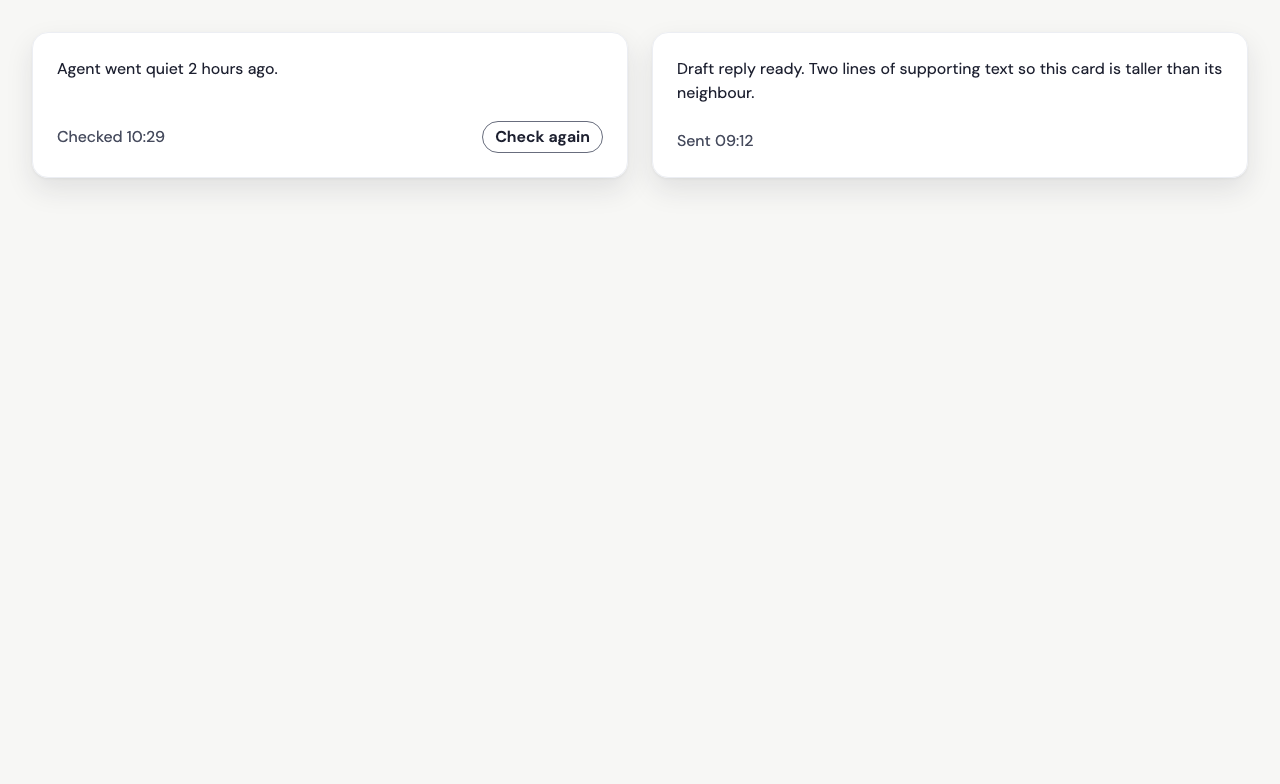 Agent went quiet 2 hours ago.
Checked 10:29
Check again
Draft reply ready. Two lines of supporting text so this card is taller than its
neighbour.
Sent 09:12